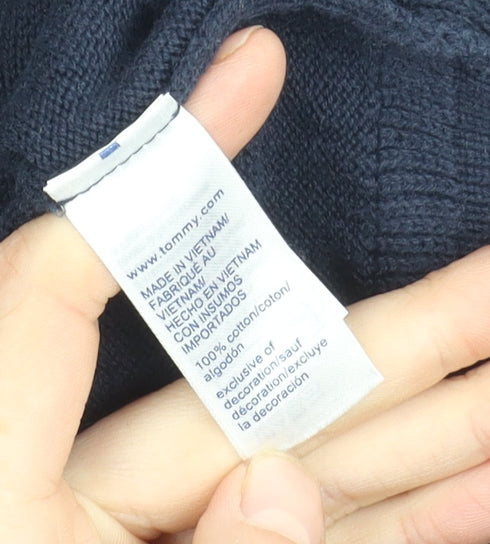 www.tommy.com
MADE IN VIETNAM/
FABRIQUE AU
VIETNAM/
HECHO EN VIETNAM
CON INSUMOS
IMPORTADOS
100% cotton/coton/
algodón
exclusive of
decoration/sauf
décoration/excluye
la decoración